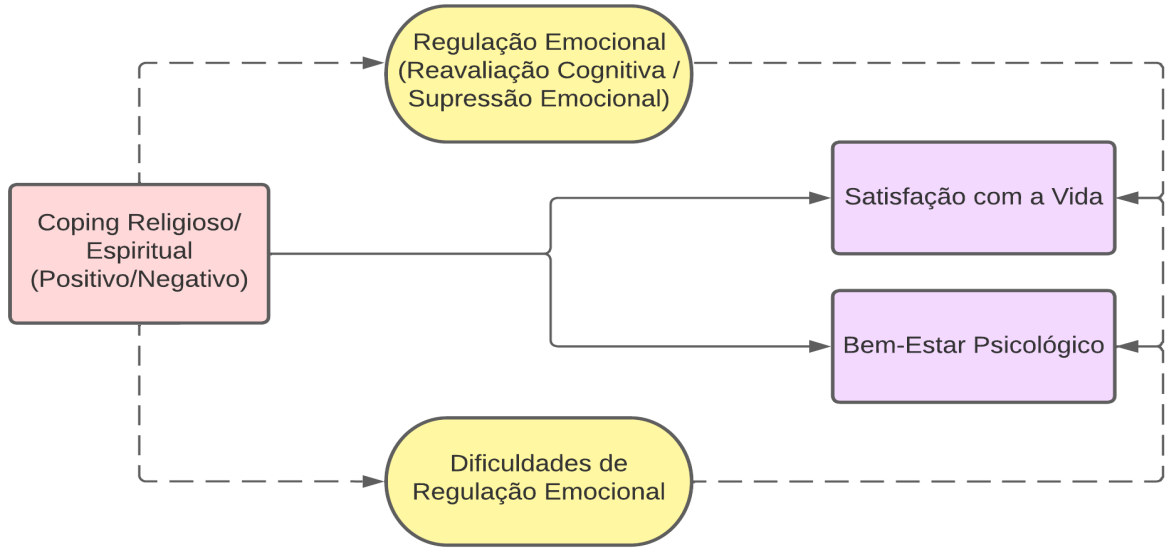 Regulação Emocional
(Reavaliação Cognitiva /
Supressão Emocional)
Coping Religioso/
Espiritual
(Positivo/Negativo)
Satisfação com a Vida
Bem-Estar Psicológico
Dificuldades de
Regulação Emocional